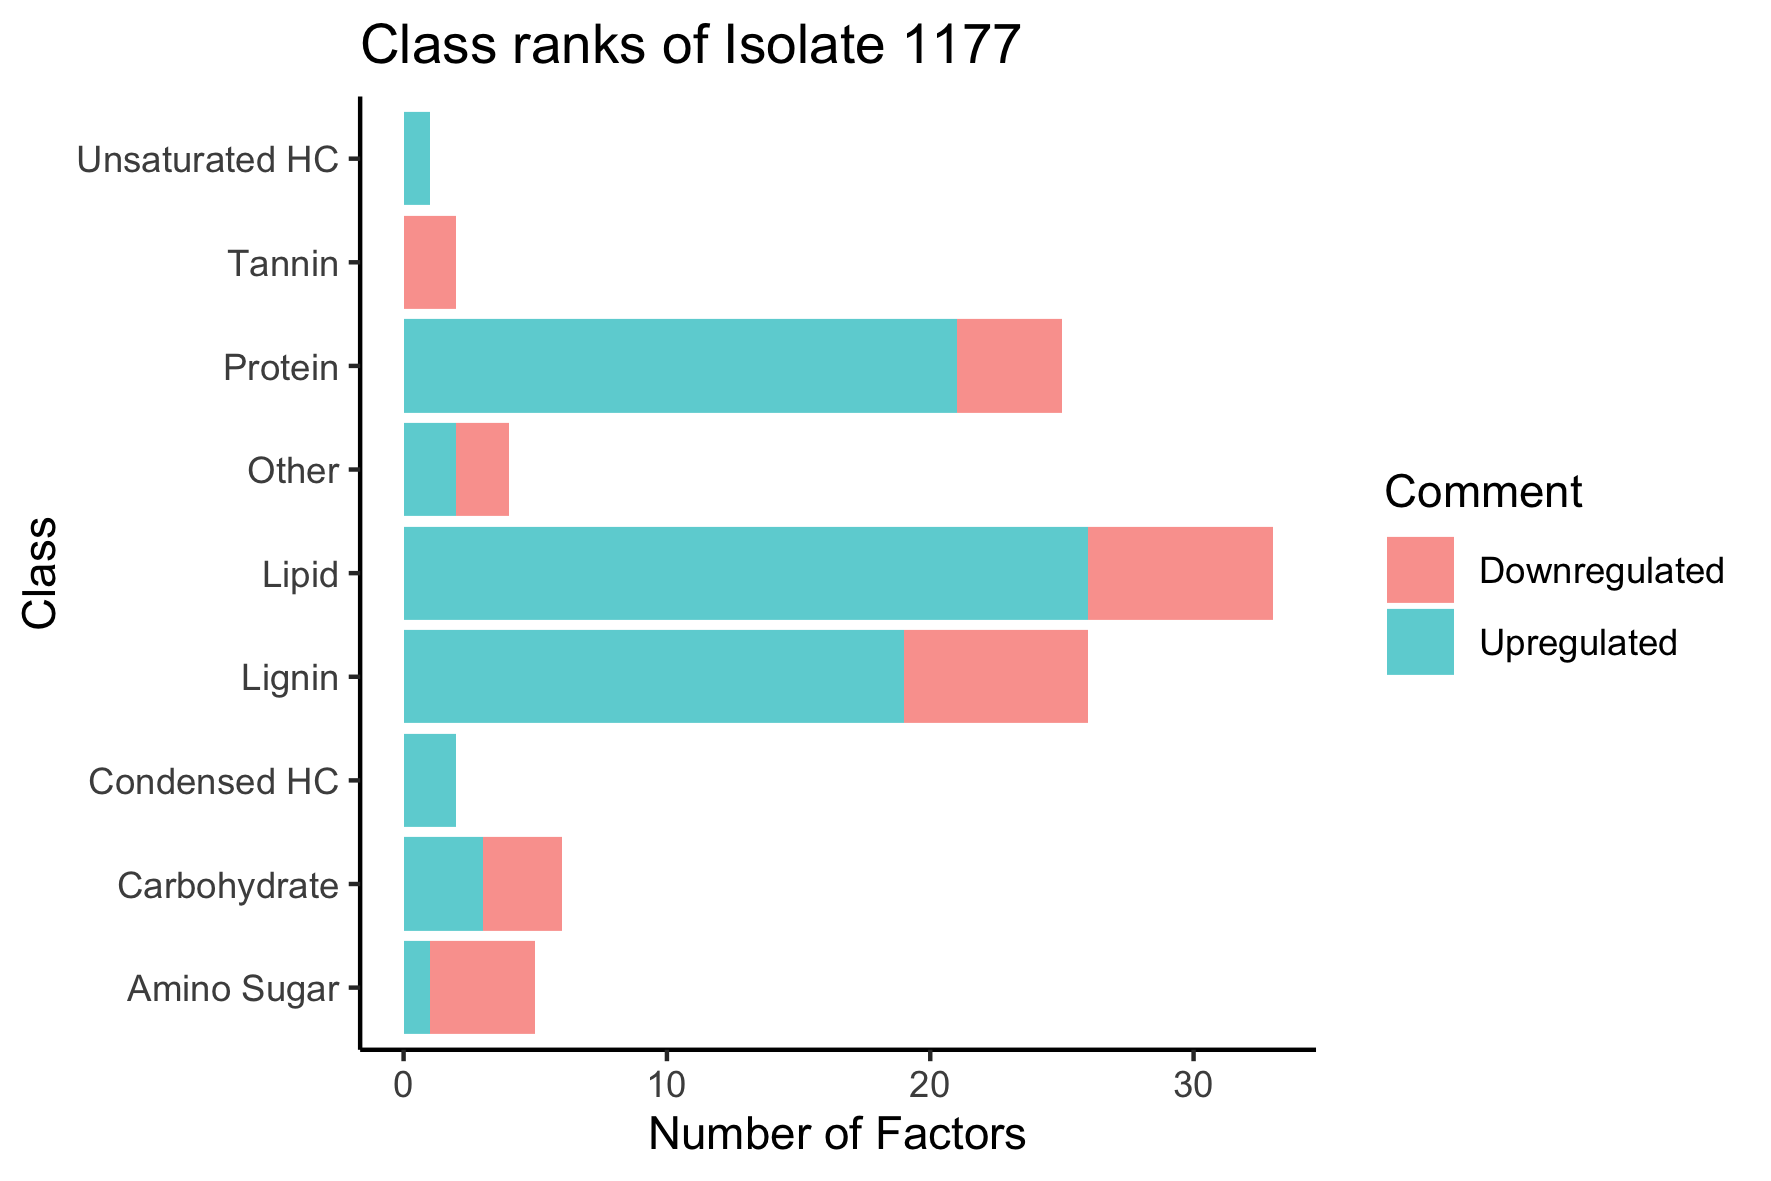 Class ranks of Isolate 1177
Class
Unsaturated HC
Tannin
Protein
Other
Lipid
Lignin
Condensed HC
Carbohydrate
Amino Sugar
0 10 20 30
Number of Factors
Comment
Downregulated
Upregulated